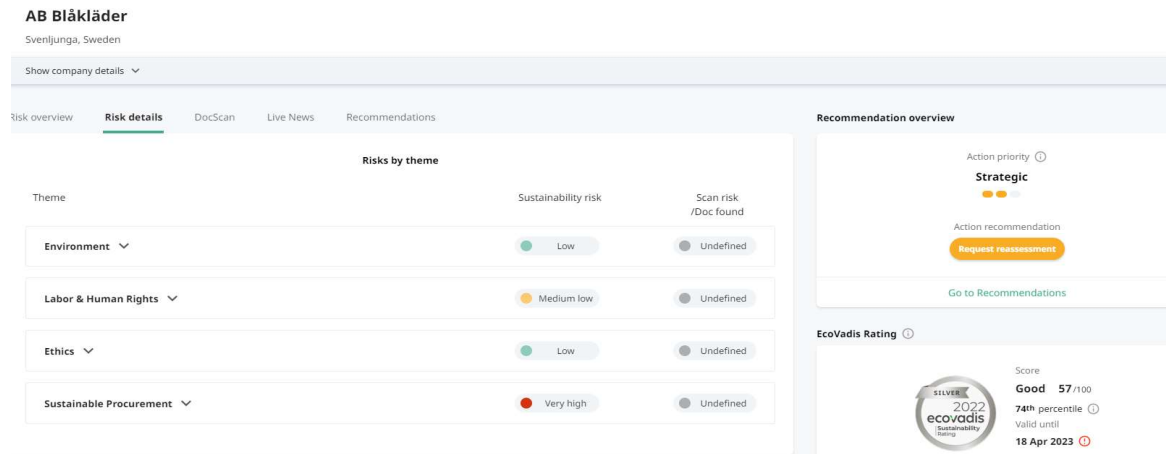 AB Blåkläder
Svenljunga, Sweden
Show company details
Risk overview Risk details DocScan Live News Recommendations
Risks by theme
Theme Sustainability risk Scan risk
/Doc found
Environment Low Undefined
Labor & Human Rights Medium low Undefined
Ethics Low Undefined
Sustainable Procurement Very high Undefined
Recommendation overview
Action priority
Strategic
Action recommendation
Request reassessment
Go to Recommendations
EcoVadis Rating
SILVER
2022
ecovadis
Sustainability
Rating
Score
Good 57/100
74th percentile
Valid until
18 Apr 2023